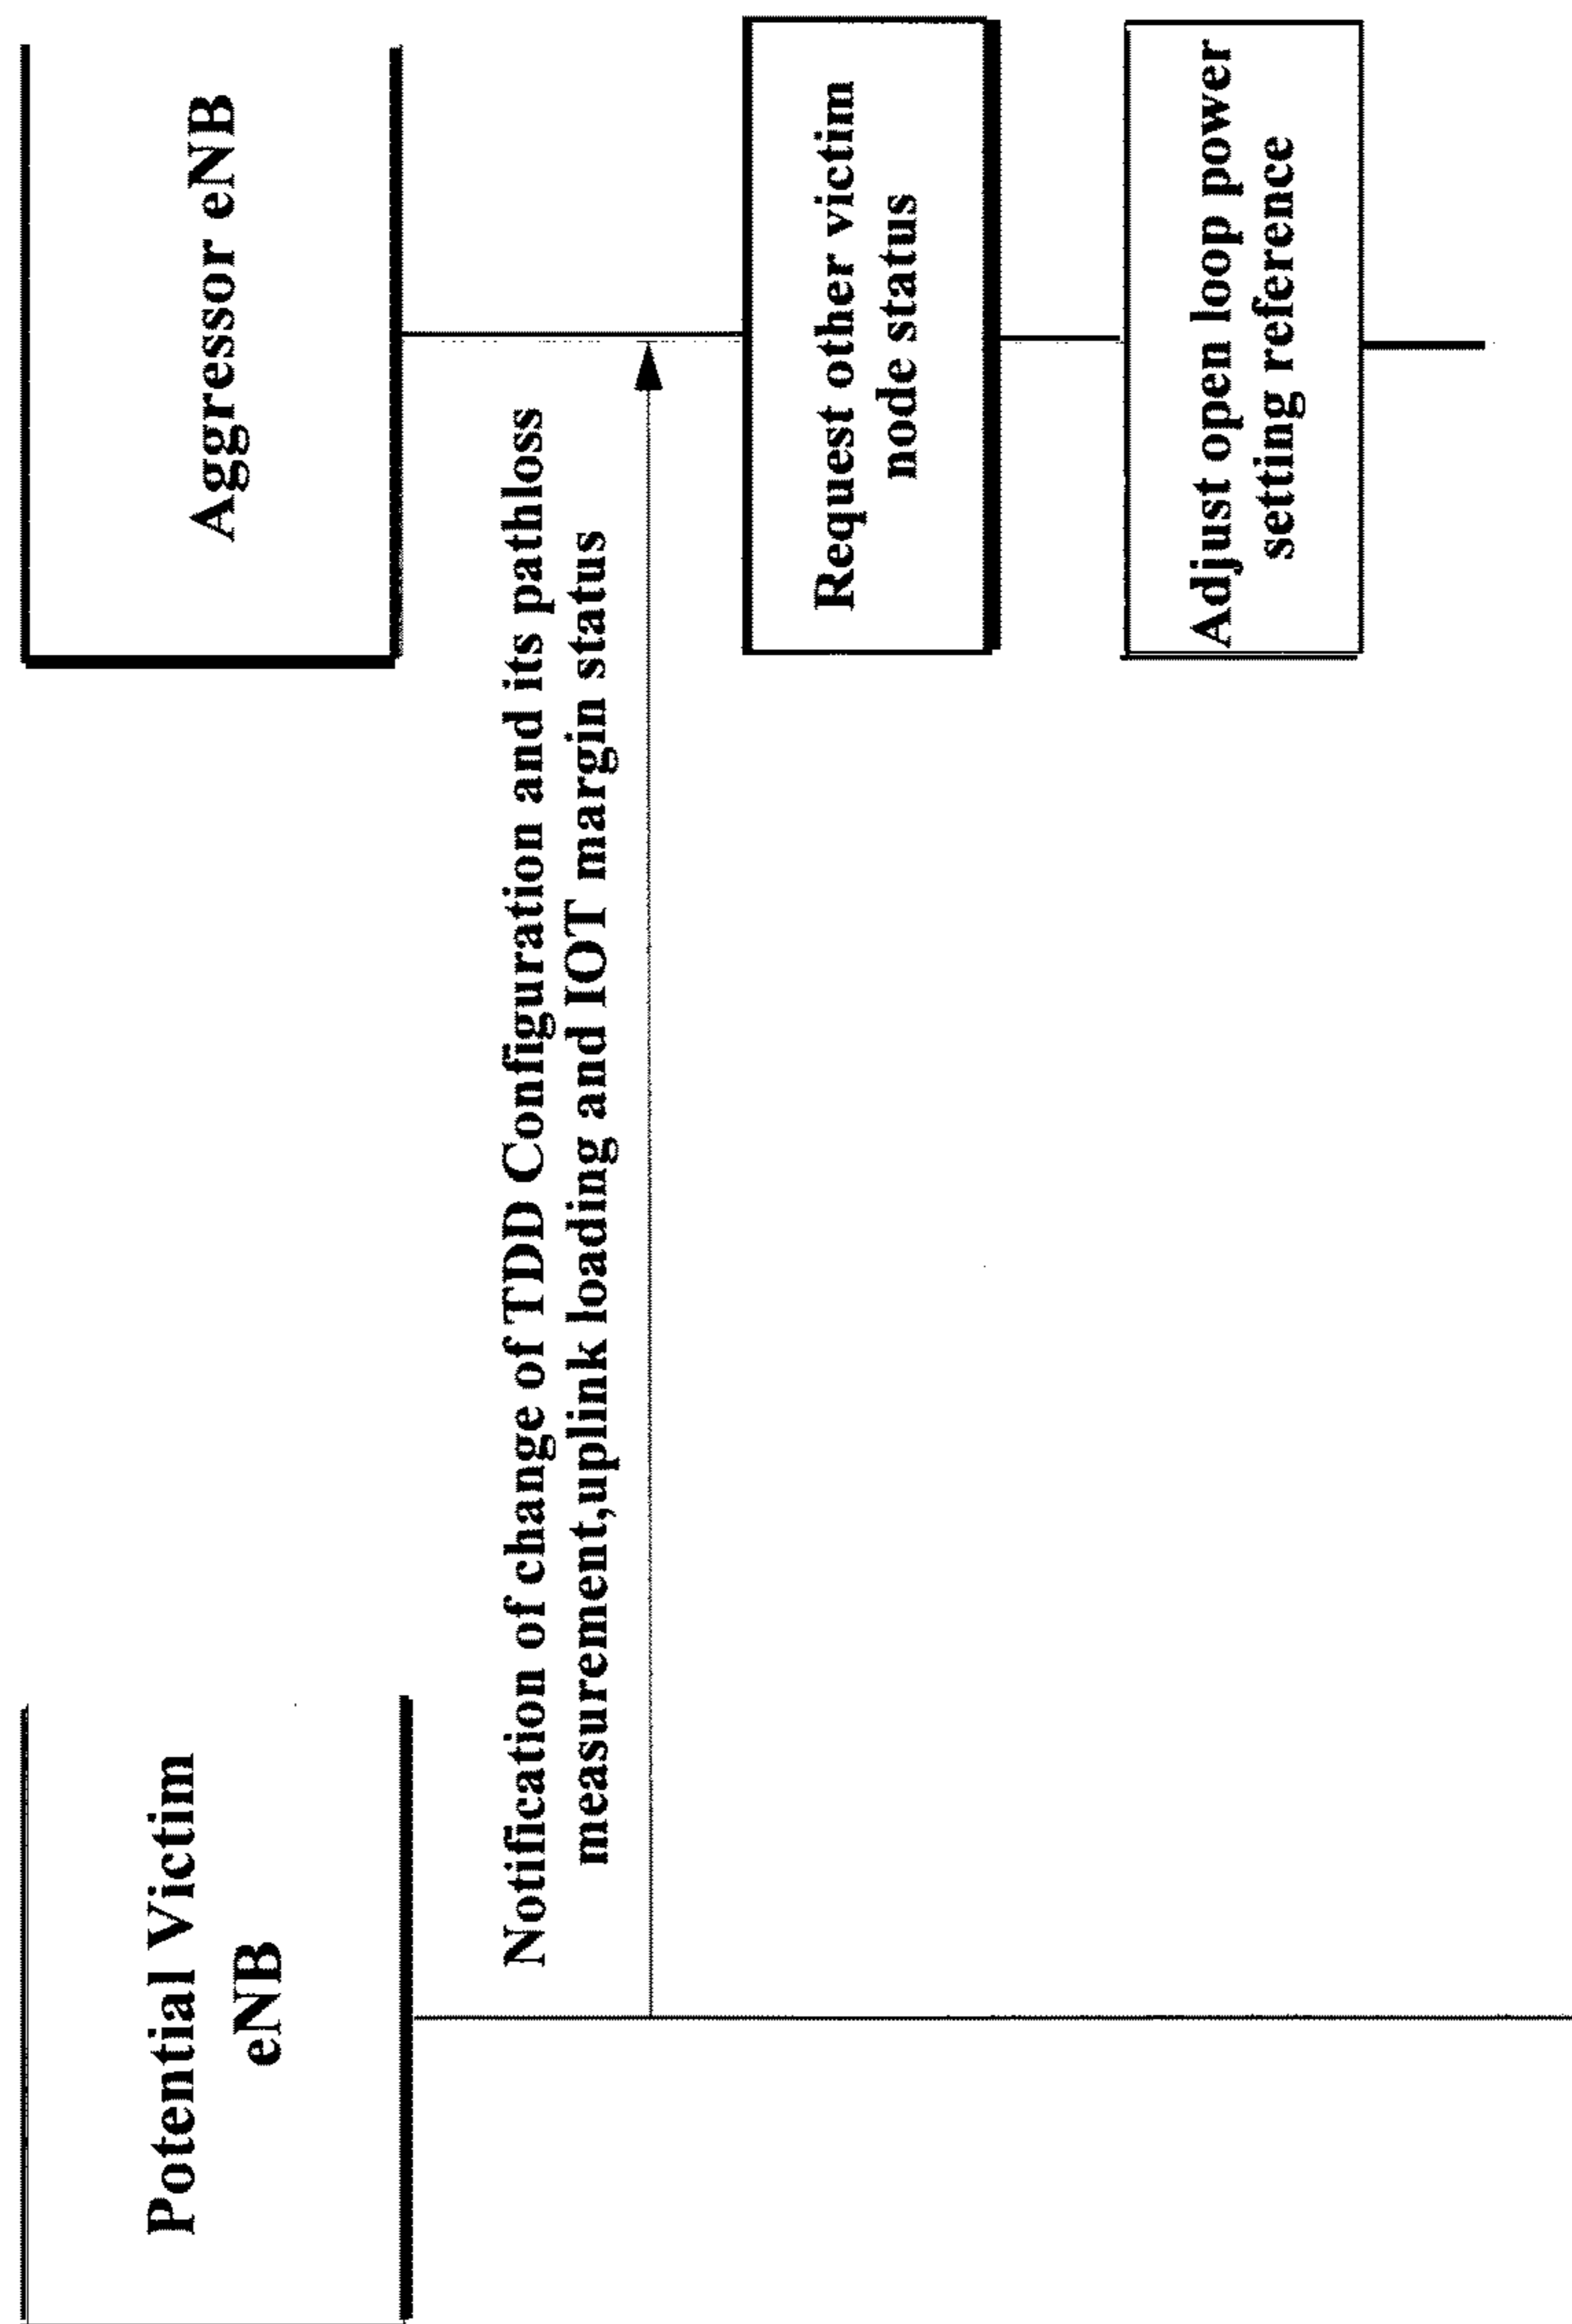 Potential Victim
eNB
Aggressor eNB
Notification of change of TDD Configuration and its pathloss
measurement,uplink loading and IOT margin status
Request other victim
node status
Adjust open loop power
setting reference